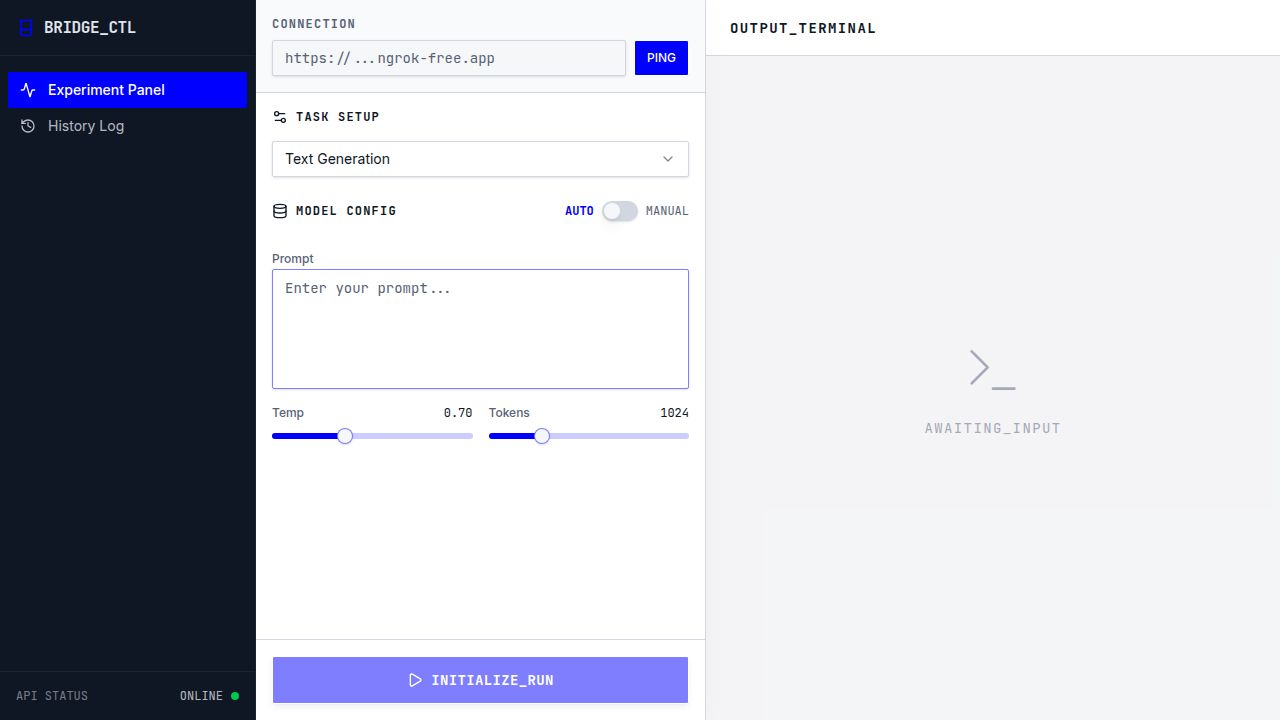 BRIDGE_CTL
Experiment Panel
History Log
API STATUS
ONLINE
CONNECTION
https://...ngrok-free.app
PING
TASK SETUP
Text Generation
MODEL CONFIG
AUTO
MANUAL
Prompt
Enter your prompt...
Temp
0.70
Tokens
1024
INITIALIZE_RUN
OUTPUT_TERMINAL
AWAITING_INPUT